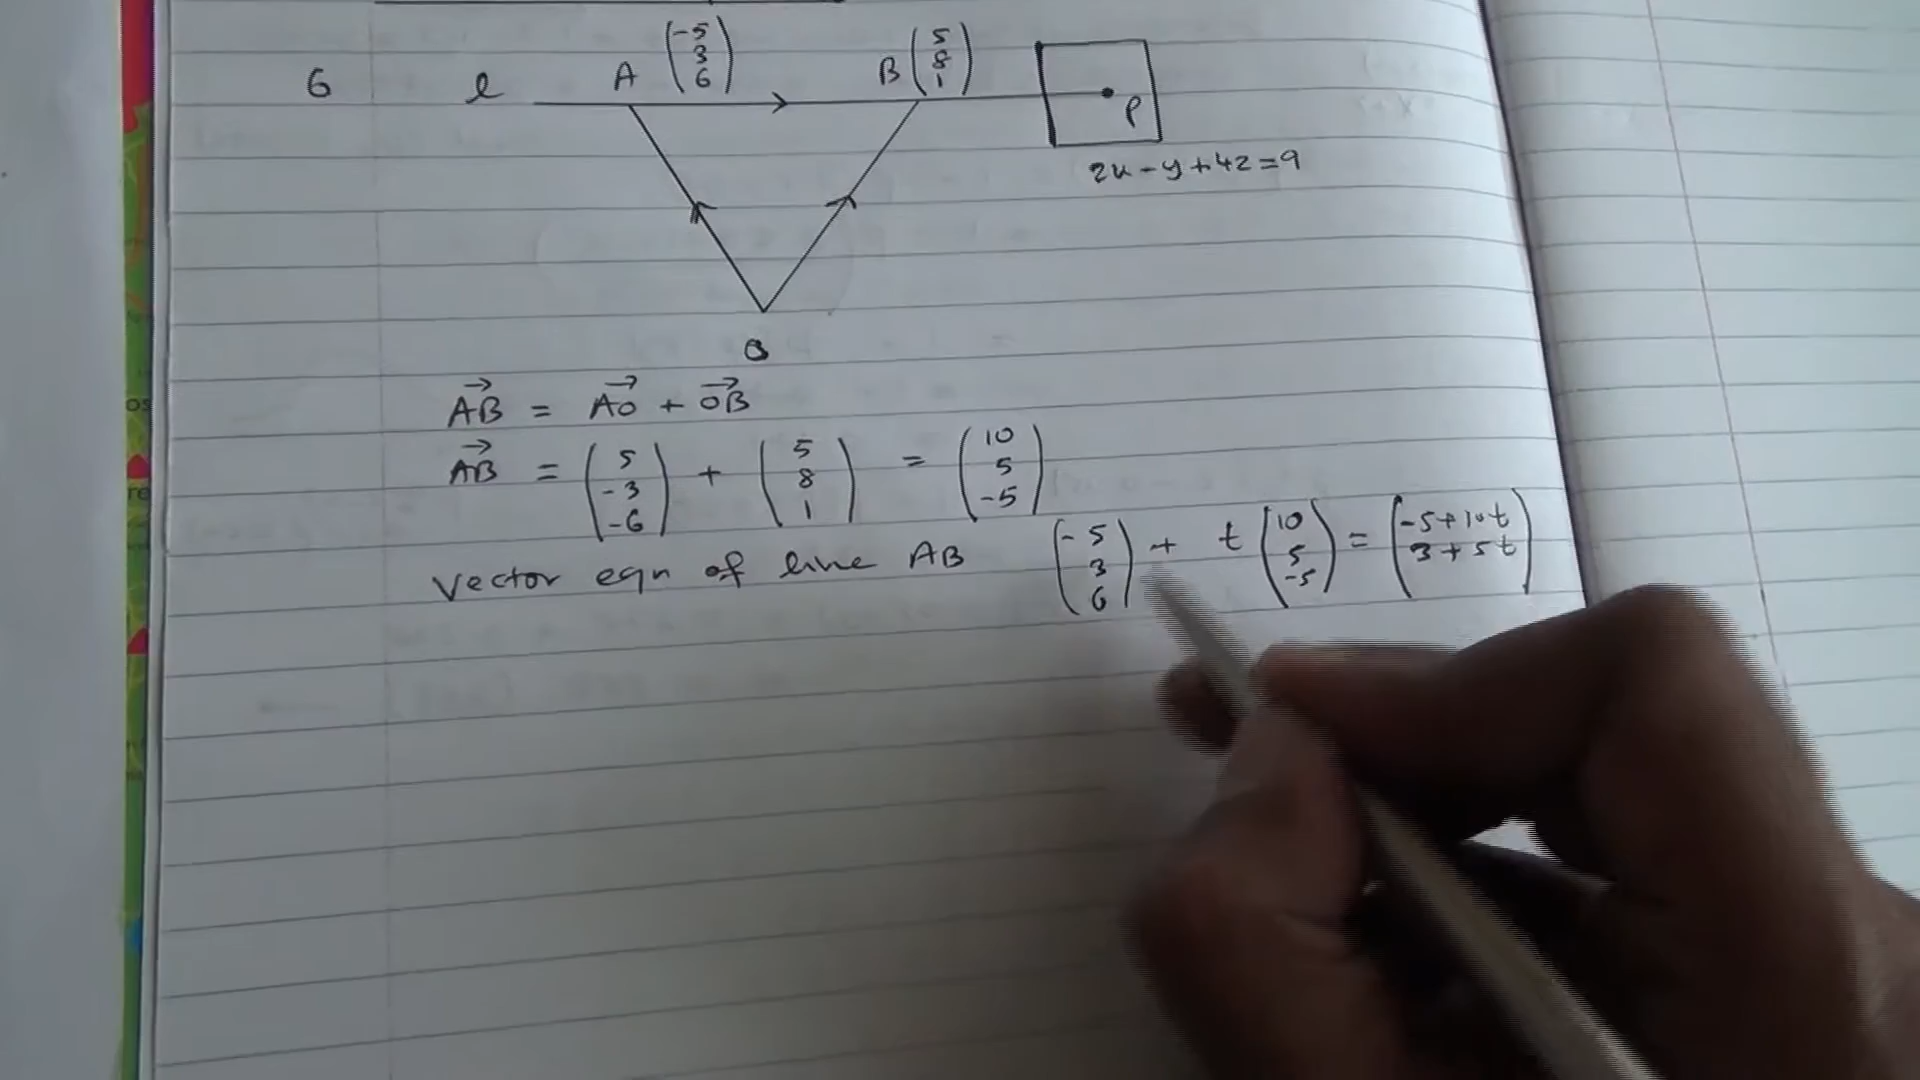 6 l A (-5 3 6) B (5 8 1)
P
2x - y + 4z = 9
O
AB = AO + OB
AB = (5 -3 -6) + (5 8 1) = (10 5 -5)
Vector eqn of line AB (-5 3 6) + t (10 5 -5) = (-5+10t 3+5t)